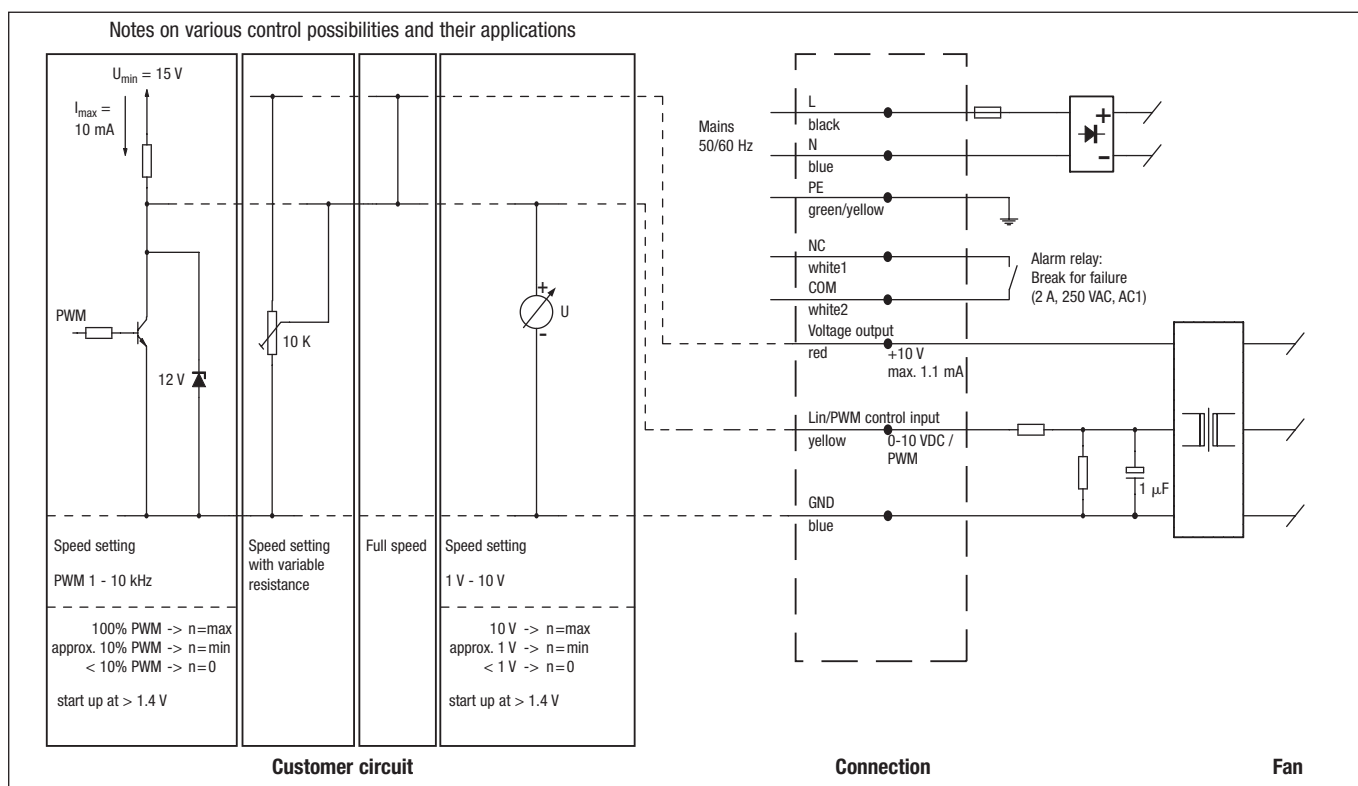 Notes on various control possibilities and their applications
Umin = 15 V
Imax =
10 mA
PWM
12 V
Speed setting
PWM 1 - 10 kHz
100% PWM -> n=max
approx. 10% PWM -> n=min
< 10% PWM -> n=0
start up at > 1.4 V
10 K
Speed setting
with variable
resistance
Full speed
+
U
-
Speed setting
1 V - 10 V
10 V -> n=max
approx. 1 V -> n=min
< 1 V -> n=0
start up at > 1.4 V
Customer circuit
Mains
50/60 Hz
L
black
N
blue
PE
green/yellow
NC
white1
COM
white2
Voltage output
red
+10 V
max. 1.1 mA
Lin/PWM control input
yellow
0-10 VDC /
PWM
GND
blue
Connection
+
-
Alarm relay:
Break for failure
(2 A, 250 VAC, AC1)
1 µF
Fan